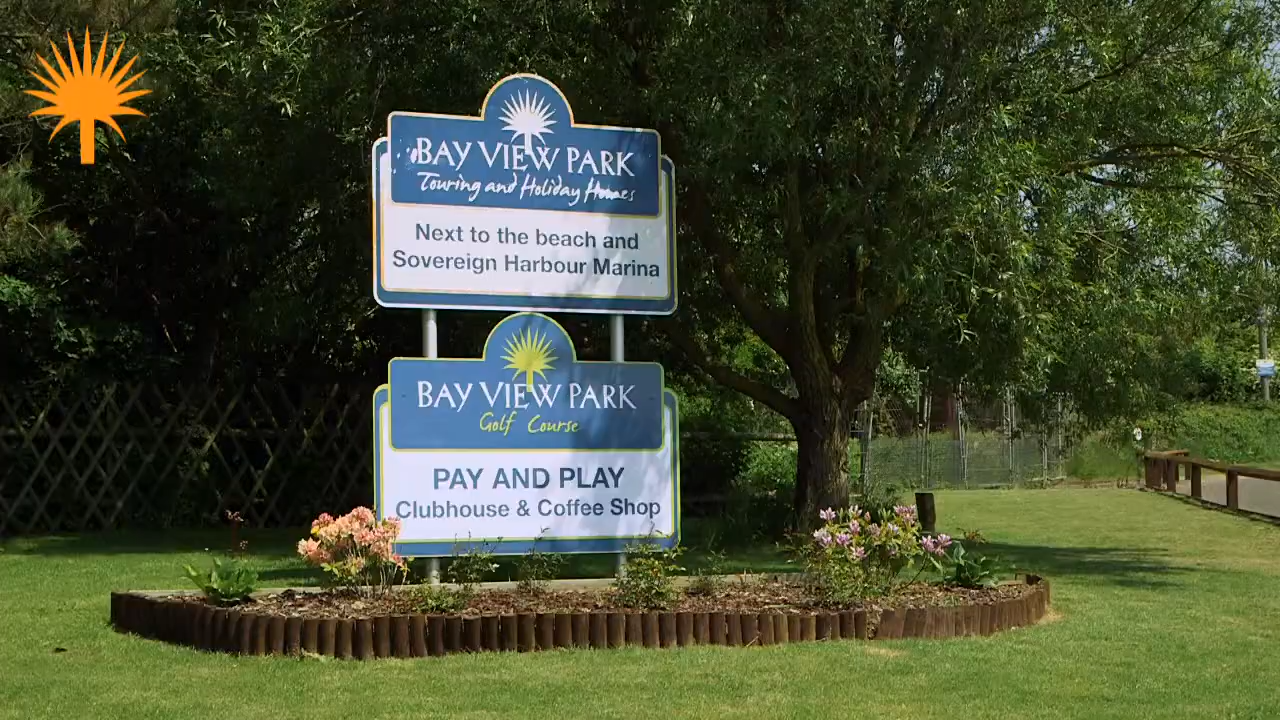 BAY VIEW PARK
Touring and Holiday Homes
Next to the beach and
Sovereign Harbour Marina
BAY VIEW PARK
Golf Course
PAY AND PLAY
Clubhouse & Coffee Shop